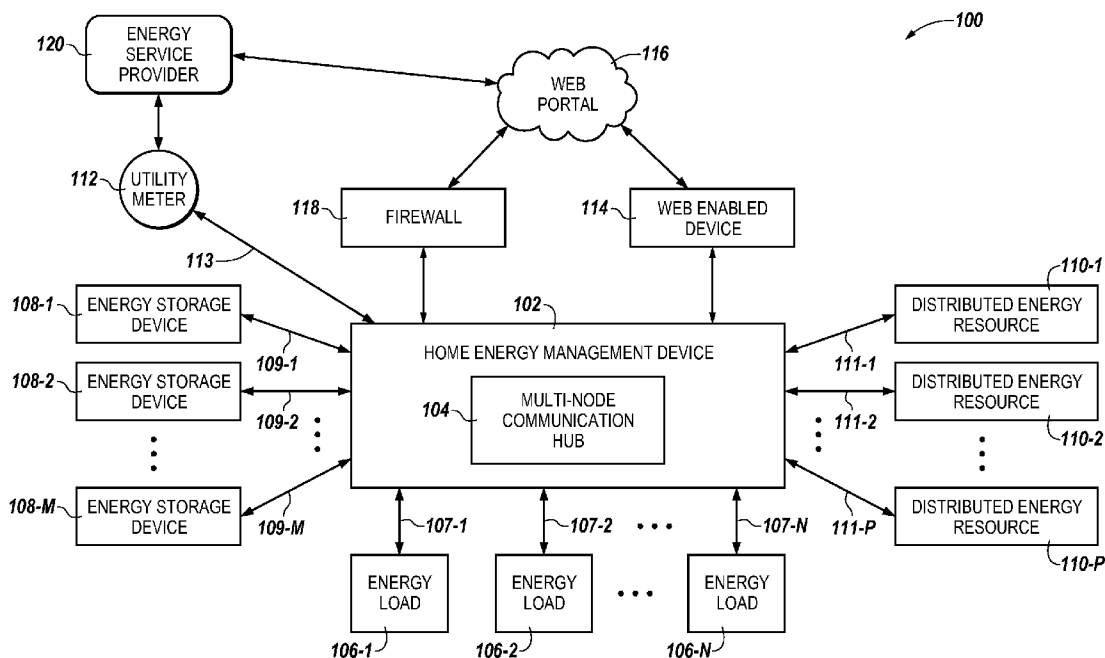 100
120
ENERGY
SERVICE
PROVIDER
116
WEB
PORTAL
112
UTILITY
METER
118
FIREWALL
114
WEB ENABLED
DEVICE
113
108-1
ENERGY STORAGE
DEVICE
109-1
102
HOME ENERGY MANAGEMENT DEVICE
110-1
DISTRIBUTED ENERGY
RESOURCE
111-1
108-2
ENERGY STORAGE
DEVICE
109-2
104
MULTI-NODE
COMMUNICATION
HUB
111-2
DISTRIBUTED ENERGY
RESOURCE
110-2
108-M
ENERGY STORAGE
DEVICE
109-M
111-P
DISTRIBUTED ENERGY
RESOURCE
110-P
107-1
107-2
107-N
ENERGY
LOAD
106-1
ENERGY
LOAD
106-2
ENERGY
LOAD
106-N